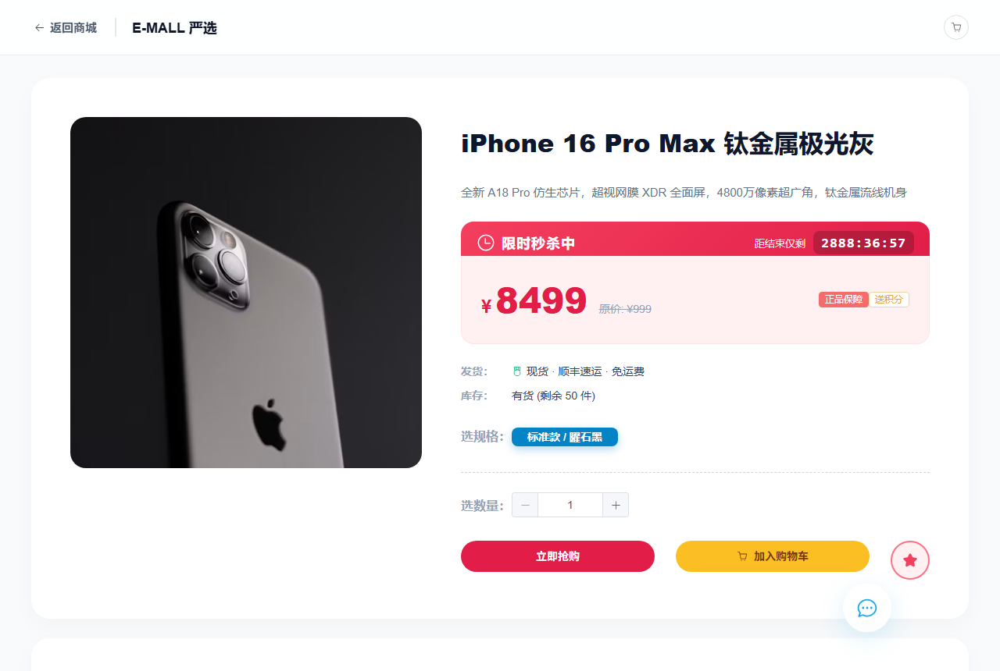 返回商城
E-MALL 严选
iPhone 16 Pro Max 钛金属极光灰
全新 A18 Pro 仿生芯片，超视网膜 XDR 全面屏，4800万像素超广角，钛金属流线机身
限时秒杀中 距结束仅剩 2888:36:57
¥8499 原价: ¥999 正品保障 送积分
发货： 现货 · 顺丰速运 · 免运费
库存： 有货 (剩余 50 件)
选规格： 标准款 / 曜石黑
选数量： 1
立即抢购 加入购物车